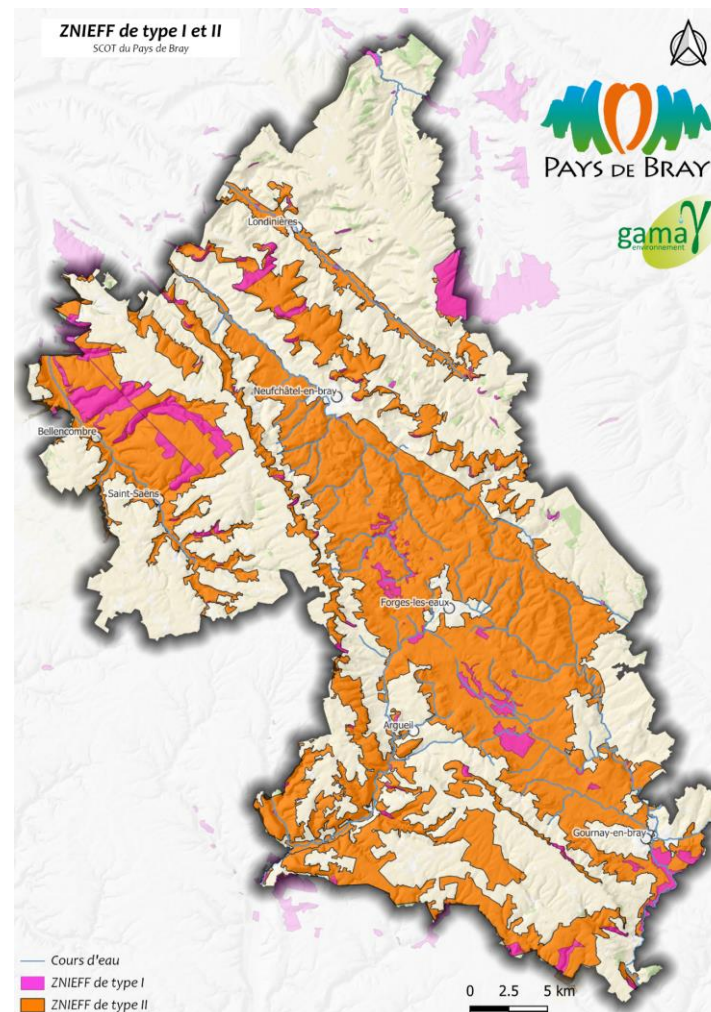 ZNIEFF de type I et II
SCOT du Pays de Bray
PAYS DE BRAY
gama
environnement
Londinières
Neufchâtel-en-bray
Bellencombre
Saint-Saëns
Forges-les-eaux
Argueil
Gournay-en-bray
Cours d'eau
ZNIEFF de type I
ZNIEFF de type II
0 2.5 5 km